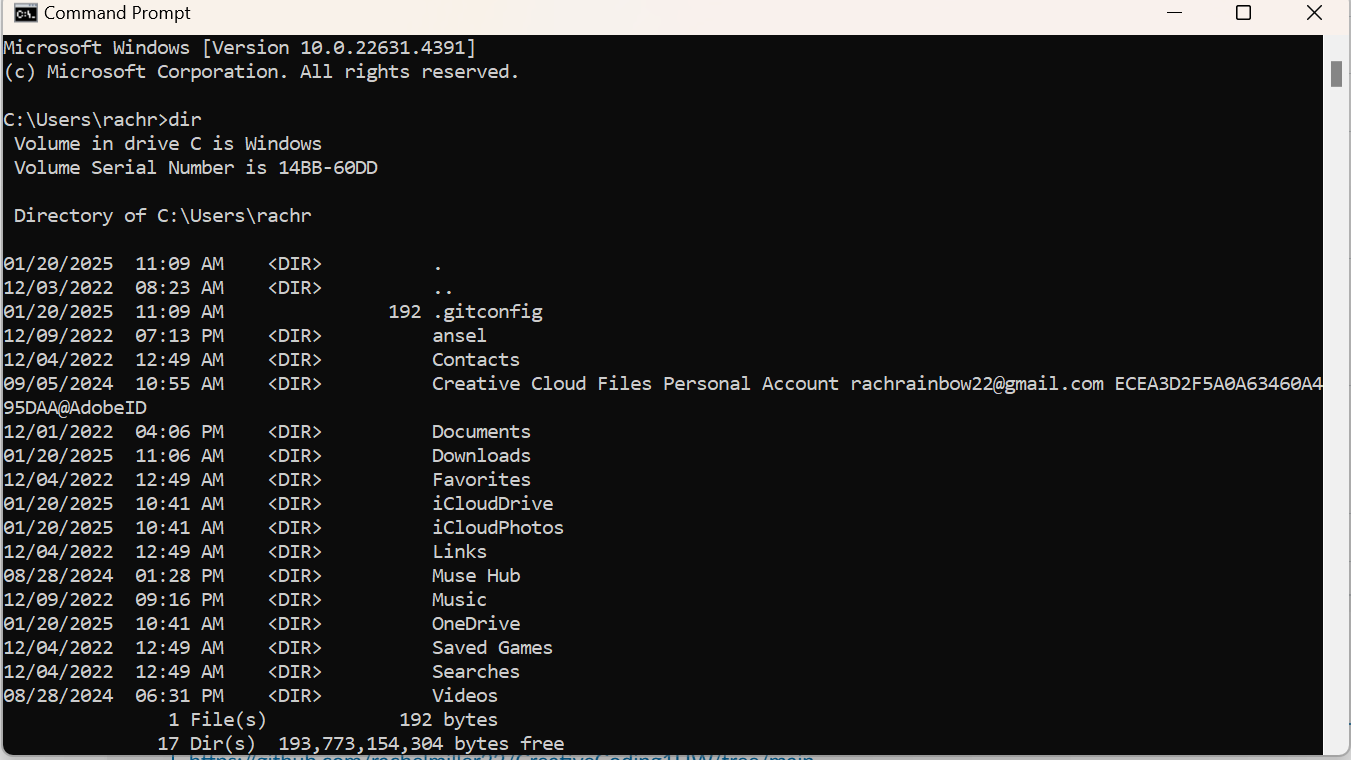 Command Prompt
Microsoft Windows [Version 10.0.22631.4391]
(c) Microsoft Corporation. All rights reserved.
C:\Users\rachr>dir
Volume in drive C is Windows
Volume Serial Number is 14BB-60DD
Directory of C:\Users\rachr
01/20/2025  11:09 AM    <DIR>          .
12/03/2022  08:23 AM    <DIR>          ..
01/20/2025  11:09 AM               192 .gitconfig
12/09/2022  07:13 PM    <DIR>          ansel
12/04/2022  12:49 AM    <DIR>          Contacts
09/05/2024  10:55 AM    <DIR>          Creative Cloud Files Personal Account rachrainbow22@gmail.com ECEA3D2F5A0A63460A4
95DAA@AdobeID
12/01/2022  04:06 PM    <DIR>          Documents
01/20/2025  11:06 AM    <DIR>          Downloads
12/04/2022  12:49 AM    <DIR>          Favorites
01/20/2025  10:41 AM    <DIR>          iCloudDrive
01/20/2025  10:41 AM    <DIR>          iCloudPhotos
12/04/2022  12:49 AM    <DIR>          Links
08/28/2024  01:28 PM    <DIR>          Muse Hub
12/09/2022  09:16 PM    <DIR>          Music
01/20/2025  10:41 AM    <DIR>          OneDrive
12/04/2022  12:49 AM    <DIR>          Saved Games
12/04/2022  12:49 AM    <DIR>          Searches
08/28/2024  06:31 PM    <DIR>          Videos
1 File(s)            192 bytes
17 Dir(s)  193,773,154,304 bytes free